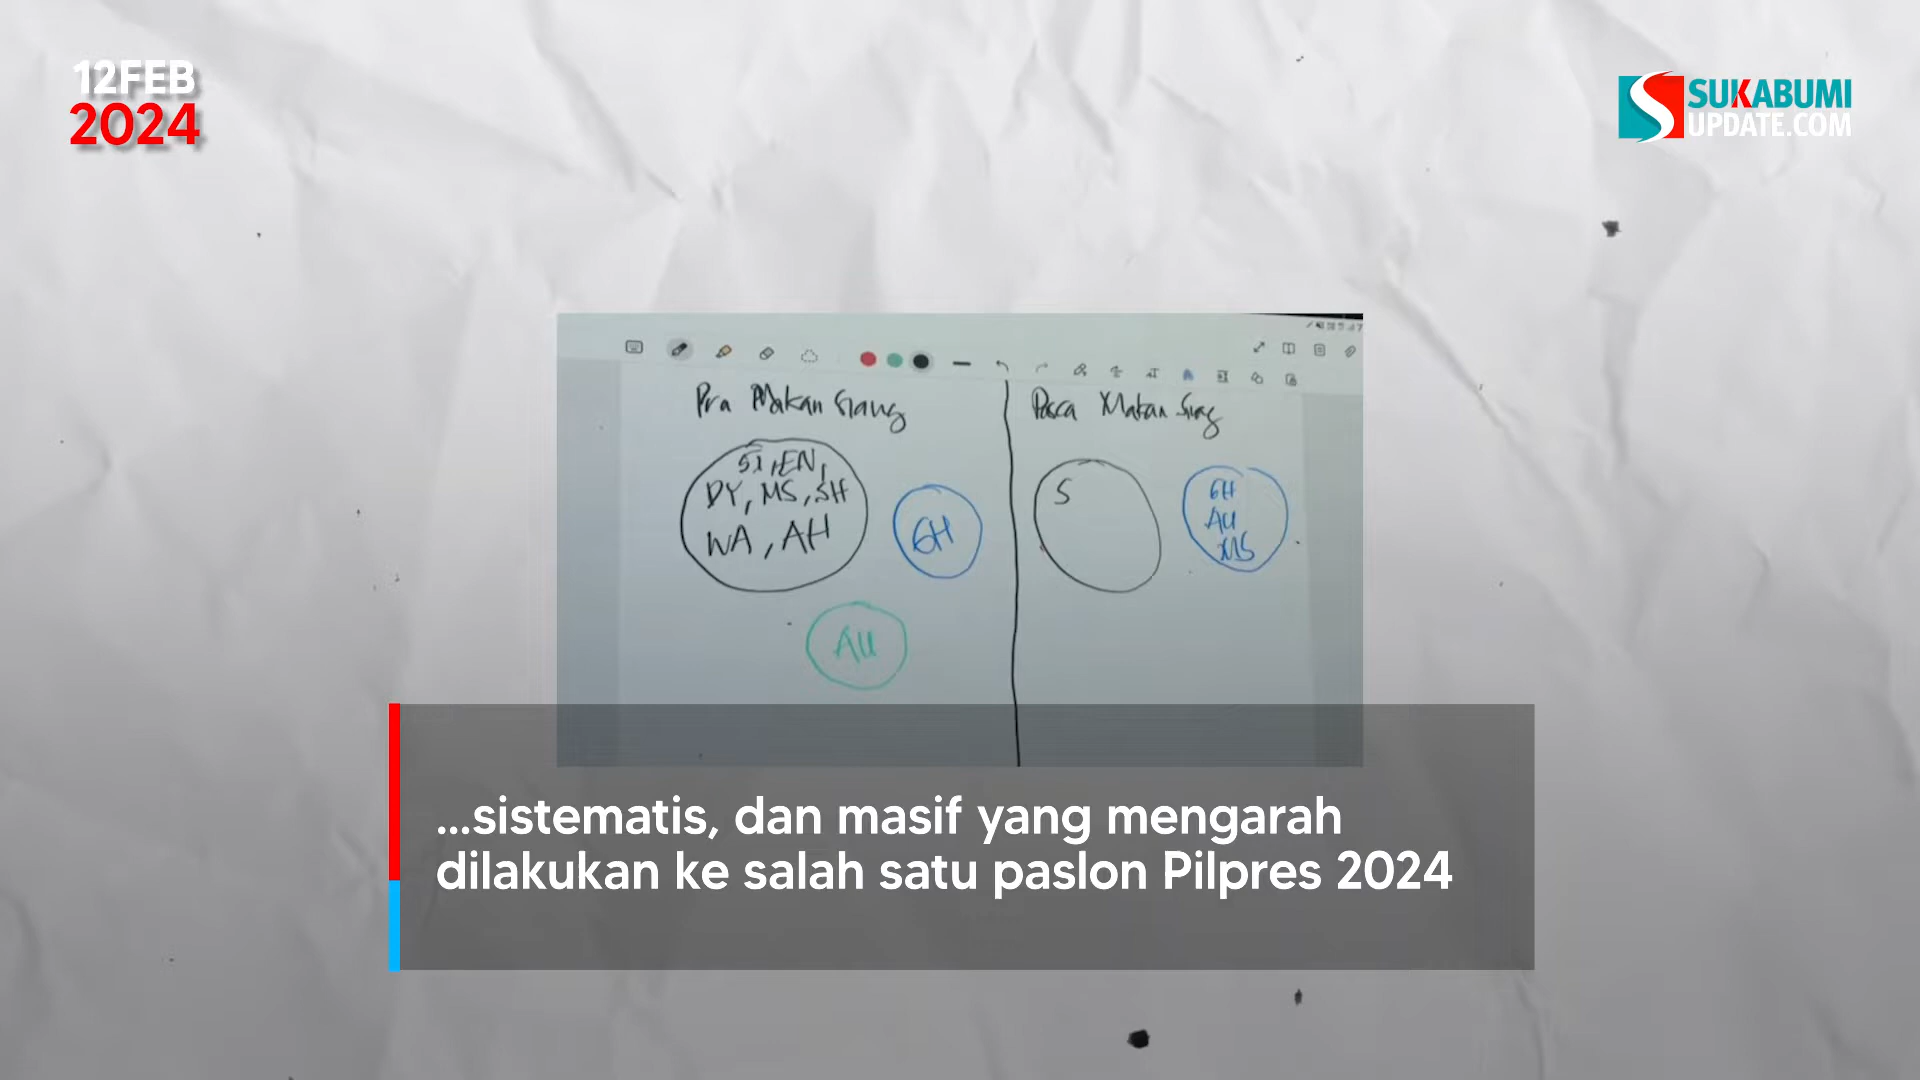 12FEB
2024
SUKABUMI
UPDATE.COM
Pra Makan Siang
Pasca Makan Siang
SI, EN,
DY, MS, SH
WA, AH
GH
AU
S
GH
AU
MS
...sistematis, dan masif yang mengarah
dilakukan ke salah satu paslon Pilpres 2024